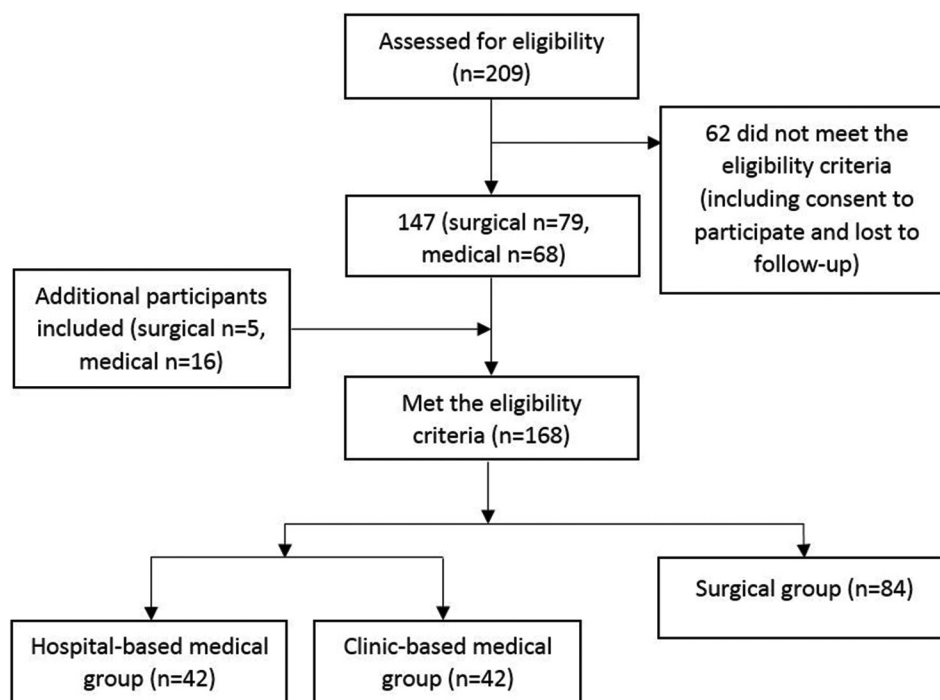 Assessed for eligibility
(n=209)
62 did not meet the
eligibility criteria
(including consent to
participate and lost to
follow-up)
147 (surgical n=79,
medical n=68)
Additional participants
included (surgical n=5,
medical n=16)
Met the eligibility
criteria (n=168)
Surgical group (n=84)
Hospital-based medical
group (n=42)
Clinic-based medical
group (n=42)